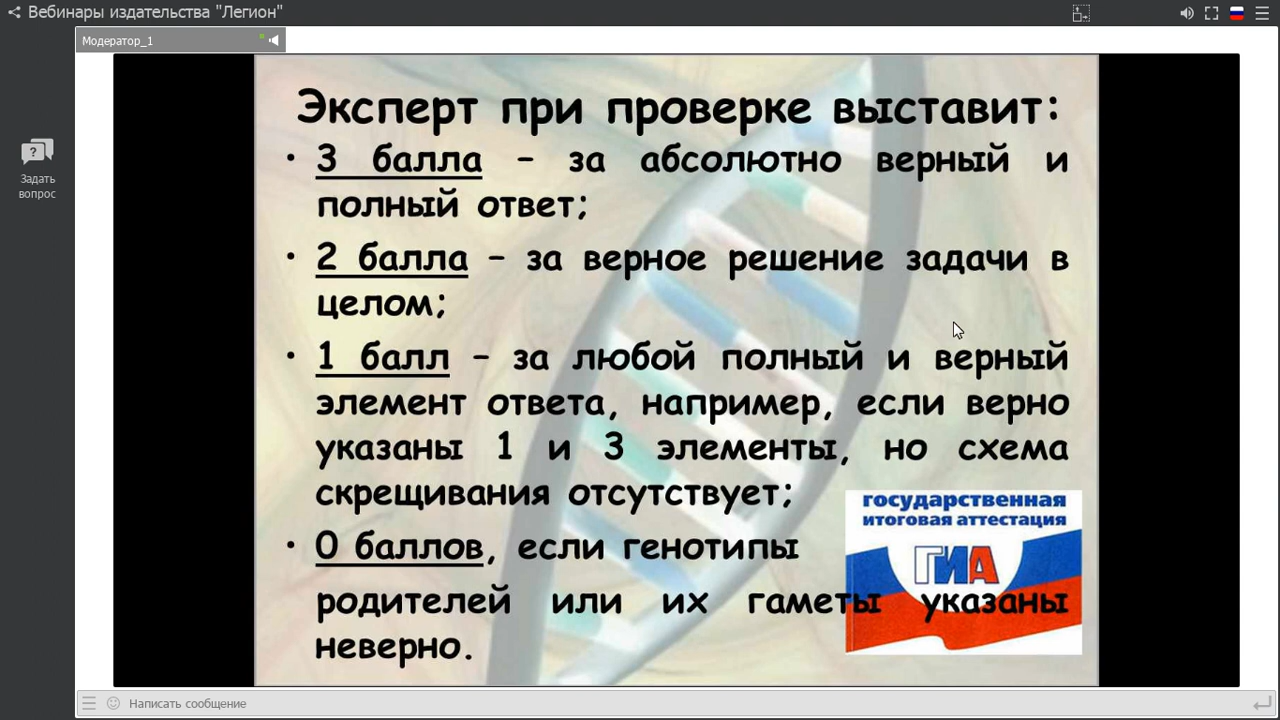 Вебинары издательства "Легион"
Модератор_1
Задать
вопрос
Эксперт при проверке выставит:
• 3 балла – за абсолютно верный и
полный ответ;
• 2 балла – за верное решение задачи в
целом;
• 1 балл – за любой полный и верный
элемент ответа, например, если верно
указаны 1 и 3 элементы, но схема
скрещивания отсутствует;
• 0 баллов, если генотипы
родителей или их гаметы указаны
неверно.
государственная
итоговая аттестация
ГИА
Написать сообщение